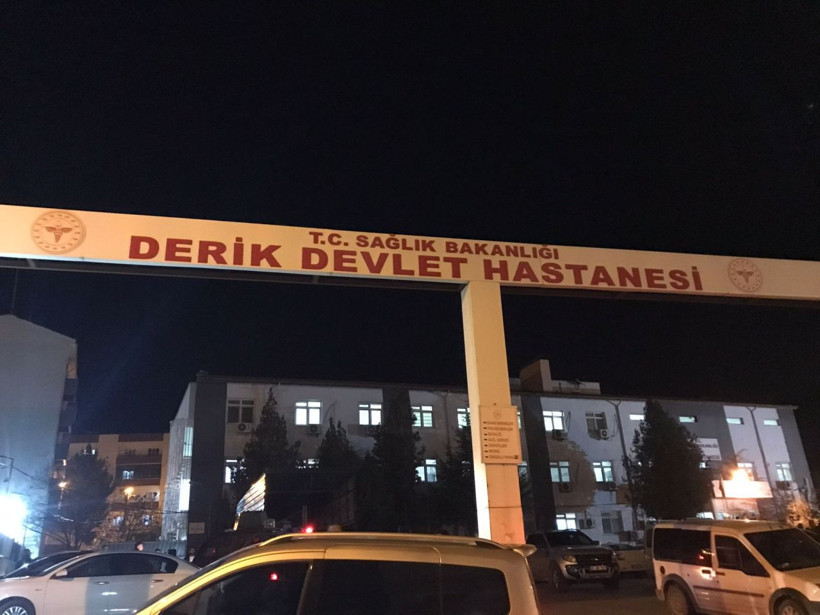 T.C. SAĞLIK BAKANLIĞI
DERİK DEVLET HASTANESİ